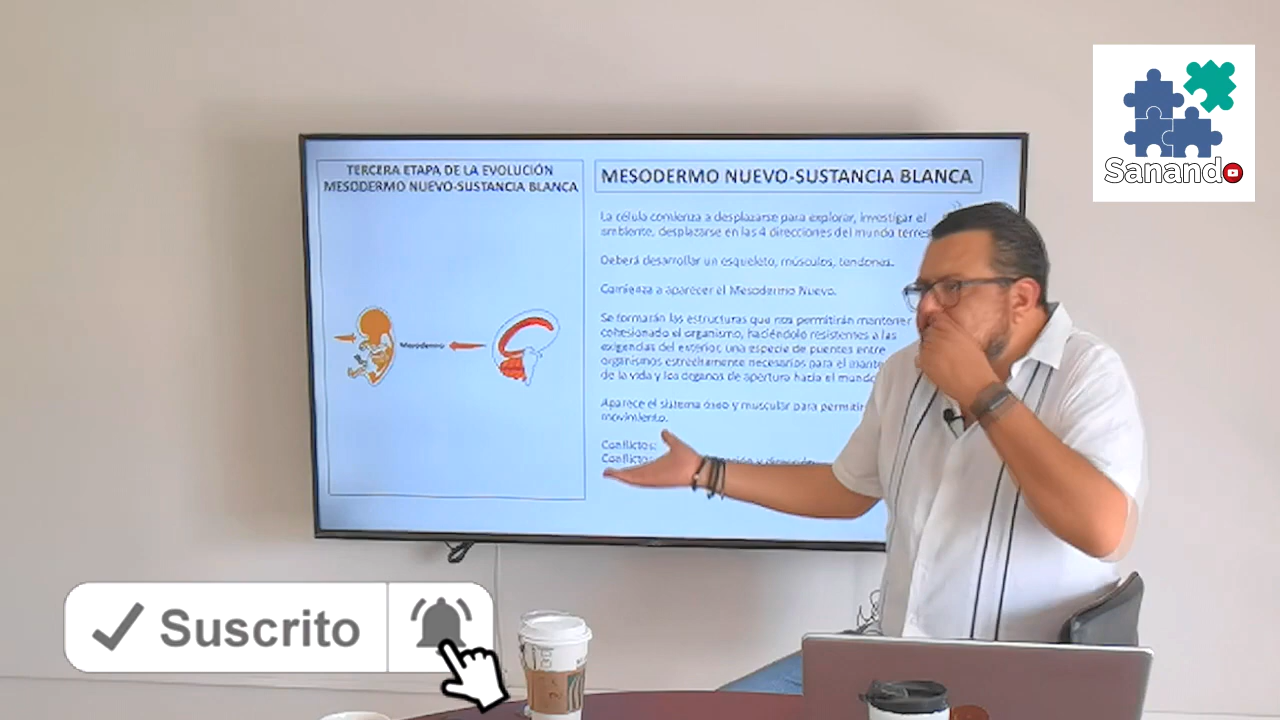 TERCERA ETAPA DE LA EVOLUCIÓN
MESODERMO NUEVO-SUSTANCIA BLANCA
Mesodermo
MESODERMO NUEVO-SUSTANCIA BLANCA
La célula comienza a desplazarse para explorar, investigar el
ambiente, desplazarse en las 4 direcciones del mundo terres
Deberá desarrollar un esqueleto, músculos, tendones.
Comienza a aparecer el Mesodermo Nuevo.
Se formarán las estructuras que nos permitirán mantener
cohesionado el organismo, haciéndolo resistentes a las
exigencias del exterior, una especie de puentes entre
organismos estrechamente necesarios para el mante
de la vida y los órganos de apertura hacia el mundo
Aparece el sistema óseo y muscular para permitir
movimiento.
Conflictos:
Conflictos
Sanando
Suscrito